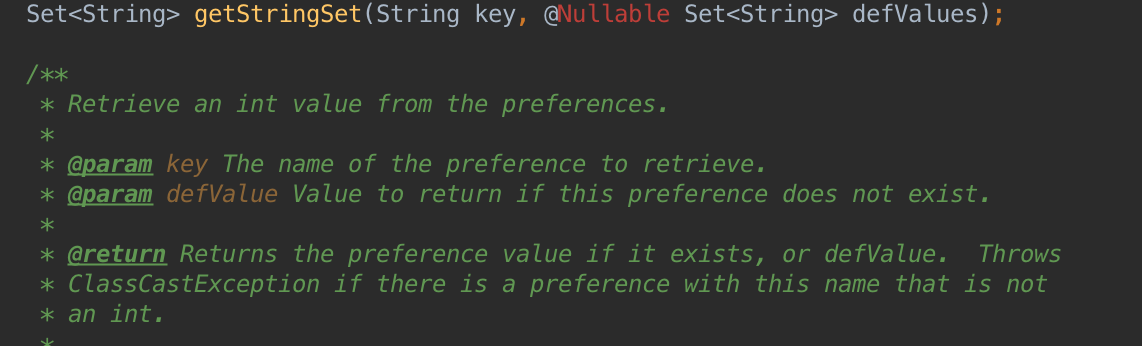 Set<String> getStringSet(String key, @Nullable Set<String> defValues);
/**
* Retrieve an int value from the preferences.
*
* @param key The name of the preference to retrieve.
* @param defValue Value to return if this preference does not exist.
*
* @return Returns the preference value if it exists, or defValue.  Throws
* ClassCastException if there is a preference with this name that is not
* an int.
*